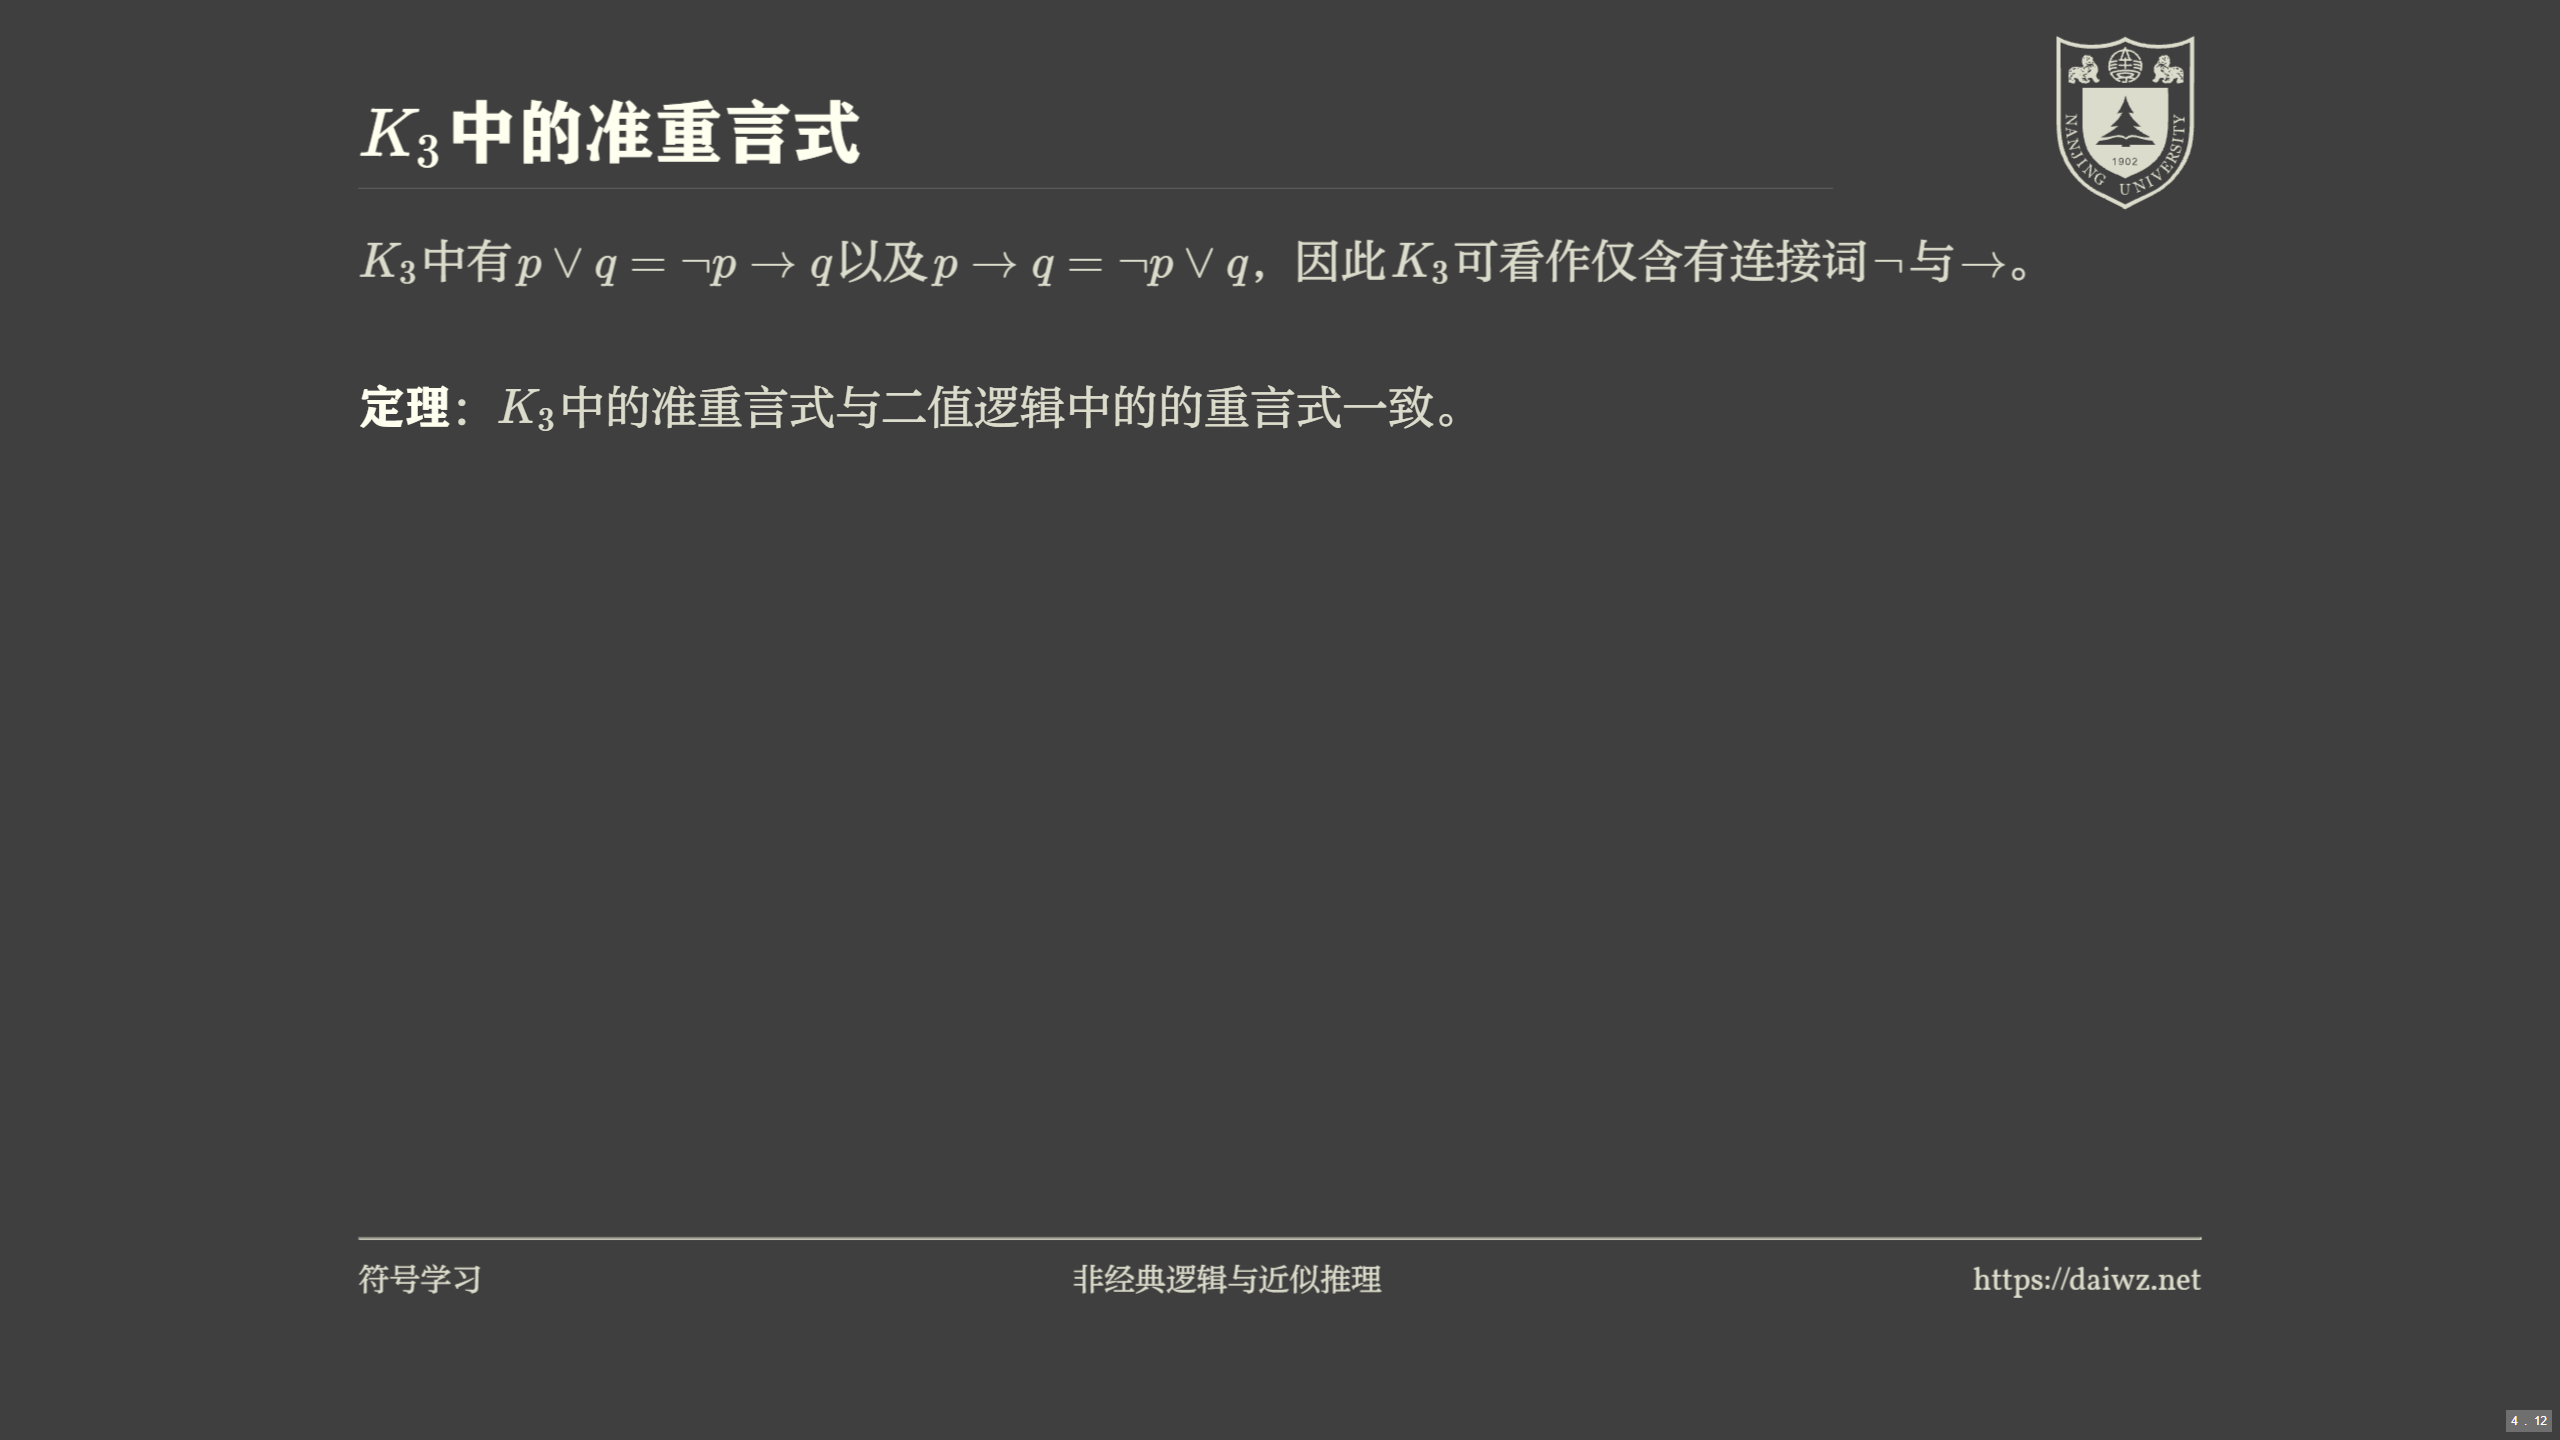 K₃中的准重言式
NANJING UNIVERSITY
1902
K₃中有p ∨ q = ¬p → q以及p → q = ¬p ∨ q，因此K₃可看作仅含有连接词¬与→。
定理：K₃中的准重言式与二值逻辑中的的重言式一致。
符号学习
非经典逻辑与近似推理
https://daiwz.net
4 . 12